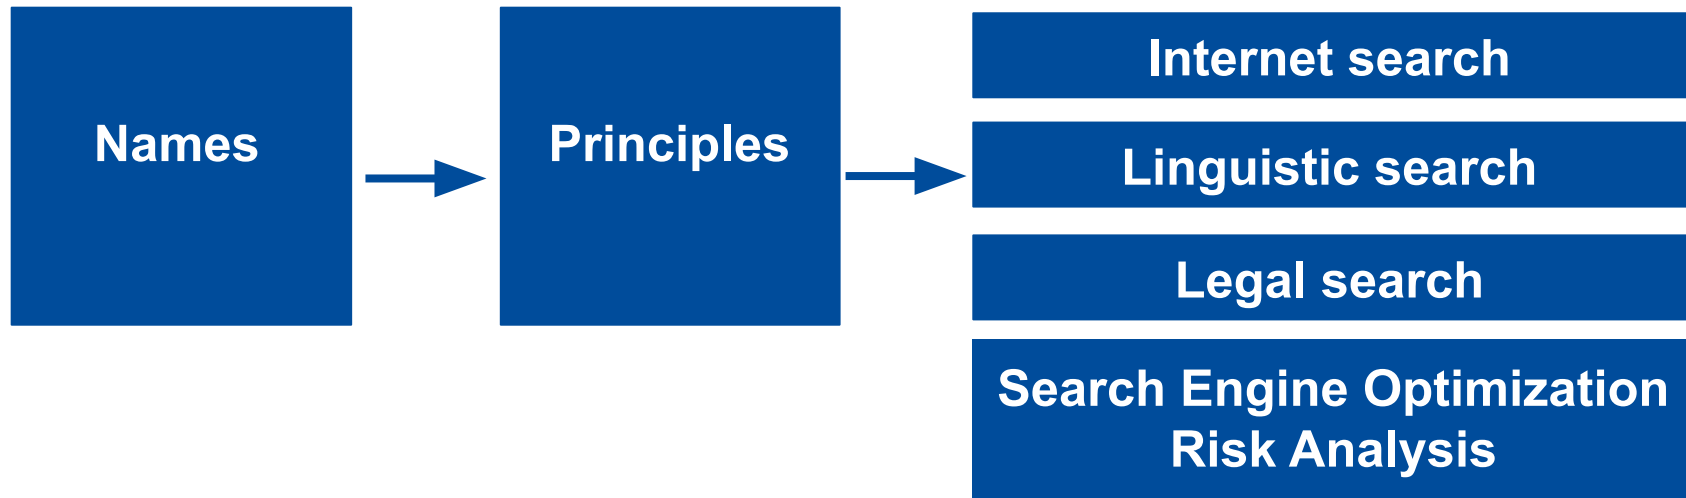 Names
Principles
Internet search
Linguistic search
Legal search
Search Engine Optimization
Risk Analysis